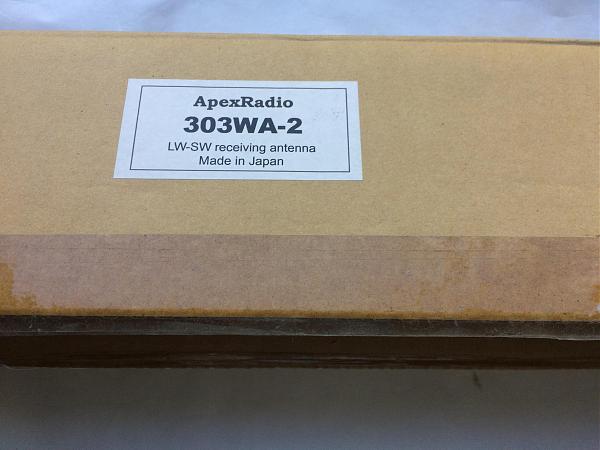 ApexRadio
303WA-2
LW-SW receiving antenna
Made in Japan